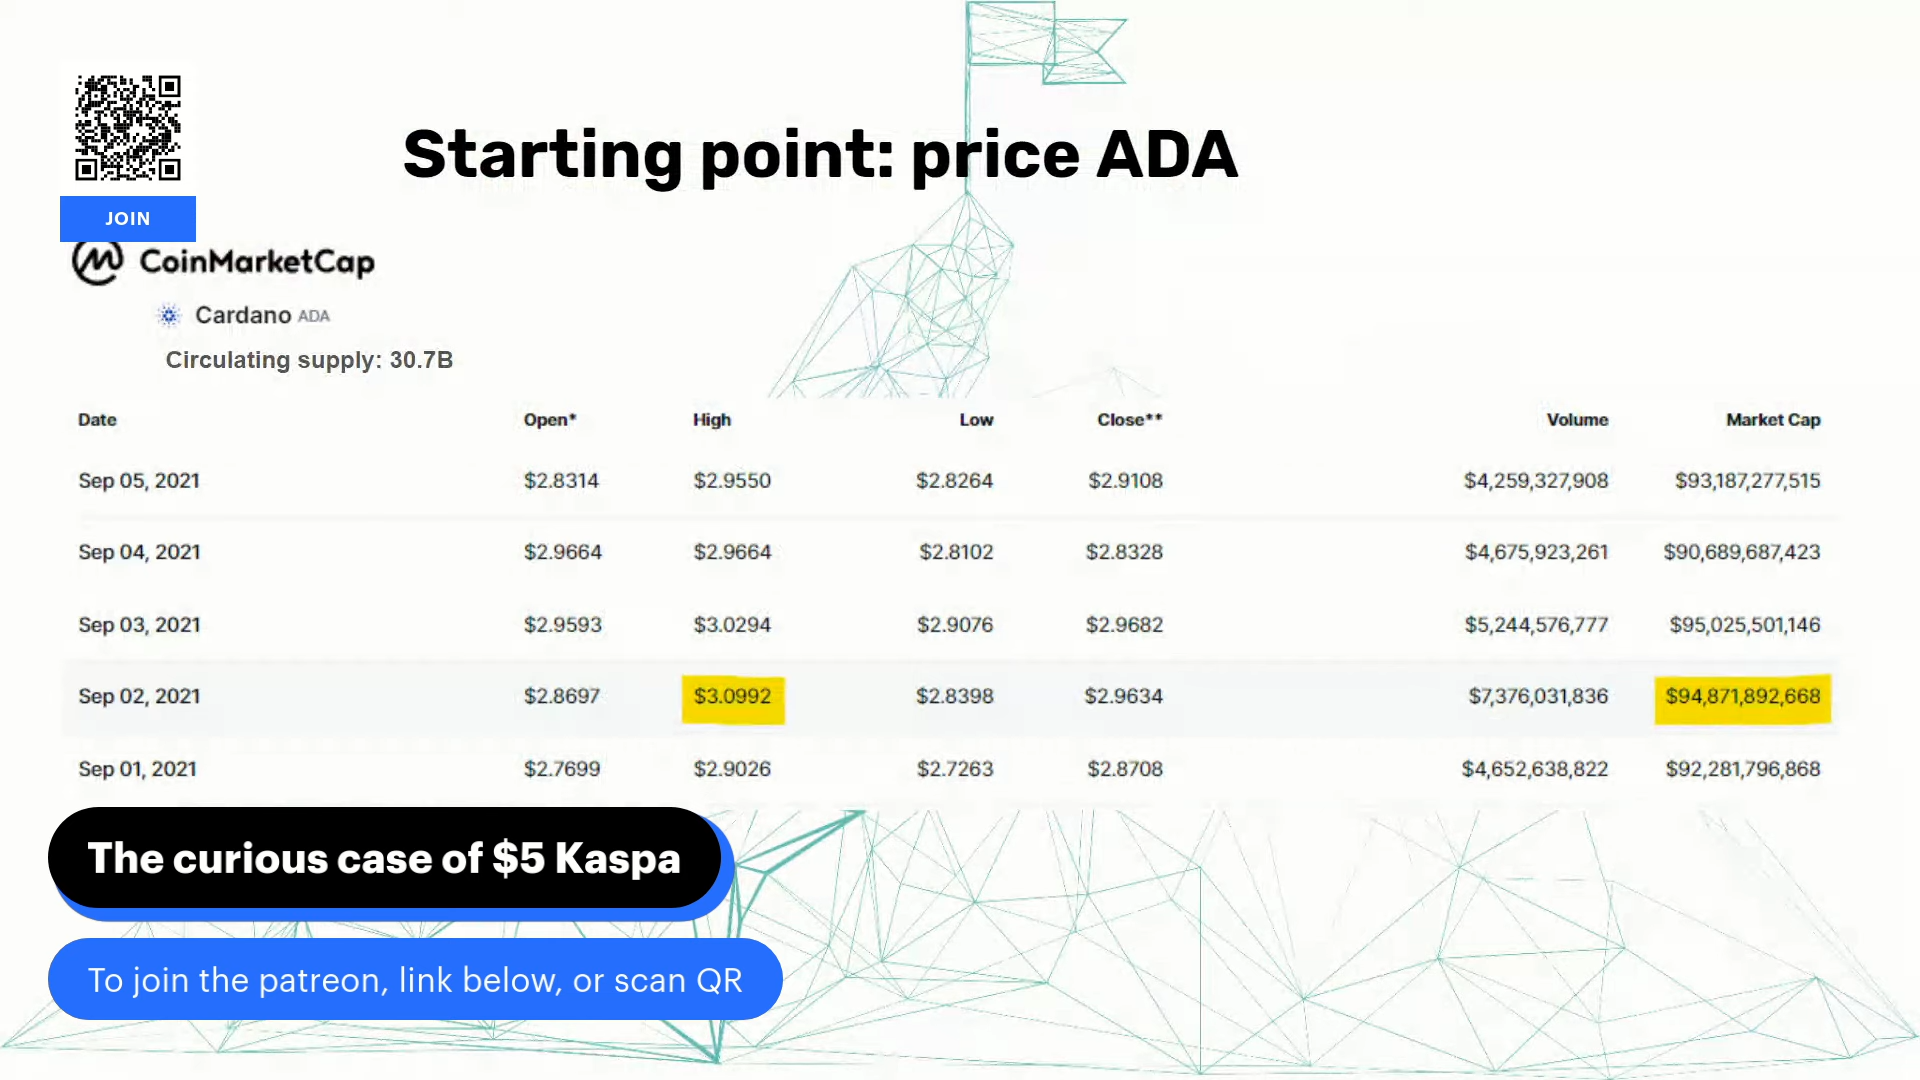 Starting point: price ADA
JOIN
CoinMarketCap
Cardano ADA
Circulating supply: 30.7B
Date Open* High Low Close** Volume Market Cap
Sep 05, 2021 $2.8314 $2.9550 $2.8264 $2.9108 $4,259,327,908 $93,187,277,515
Sep 04, 2021 $2.9664 $2.9664 $2.8102 $2.8328 $4,675,923,261 $90,689,687,423
Sep 03, 2021 $2.9593 $3.0294 $2.9076 $2.9682 $5,244,576,777 $95,025,501,146
Sep 02, 2021 $2.8697 $3.0992 $2.8398 $2.9634 $7,376,031,836 $94,871,892,668
Sep 01, 2021 $2.7699 $2.9026 $2.7263 $2.8708 $4,652,638,822 $92,281,796,868
The curious case of $5 Kaspa
To join the patreon, link below, or scan QR